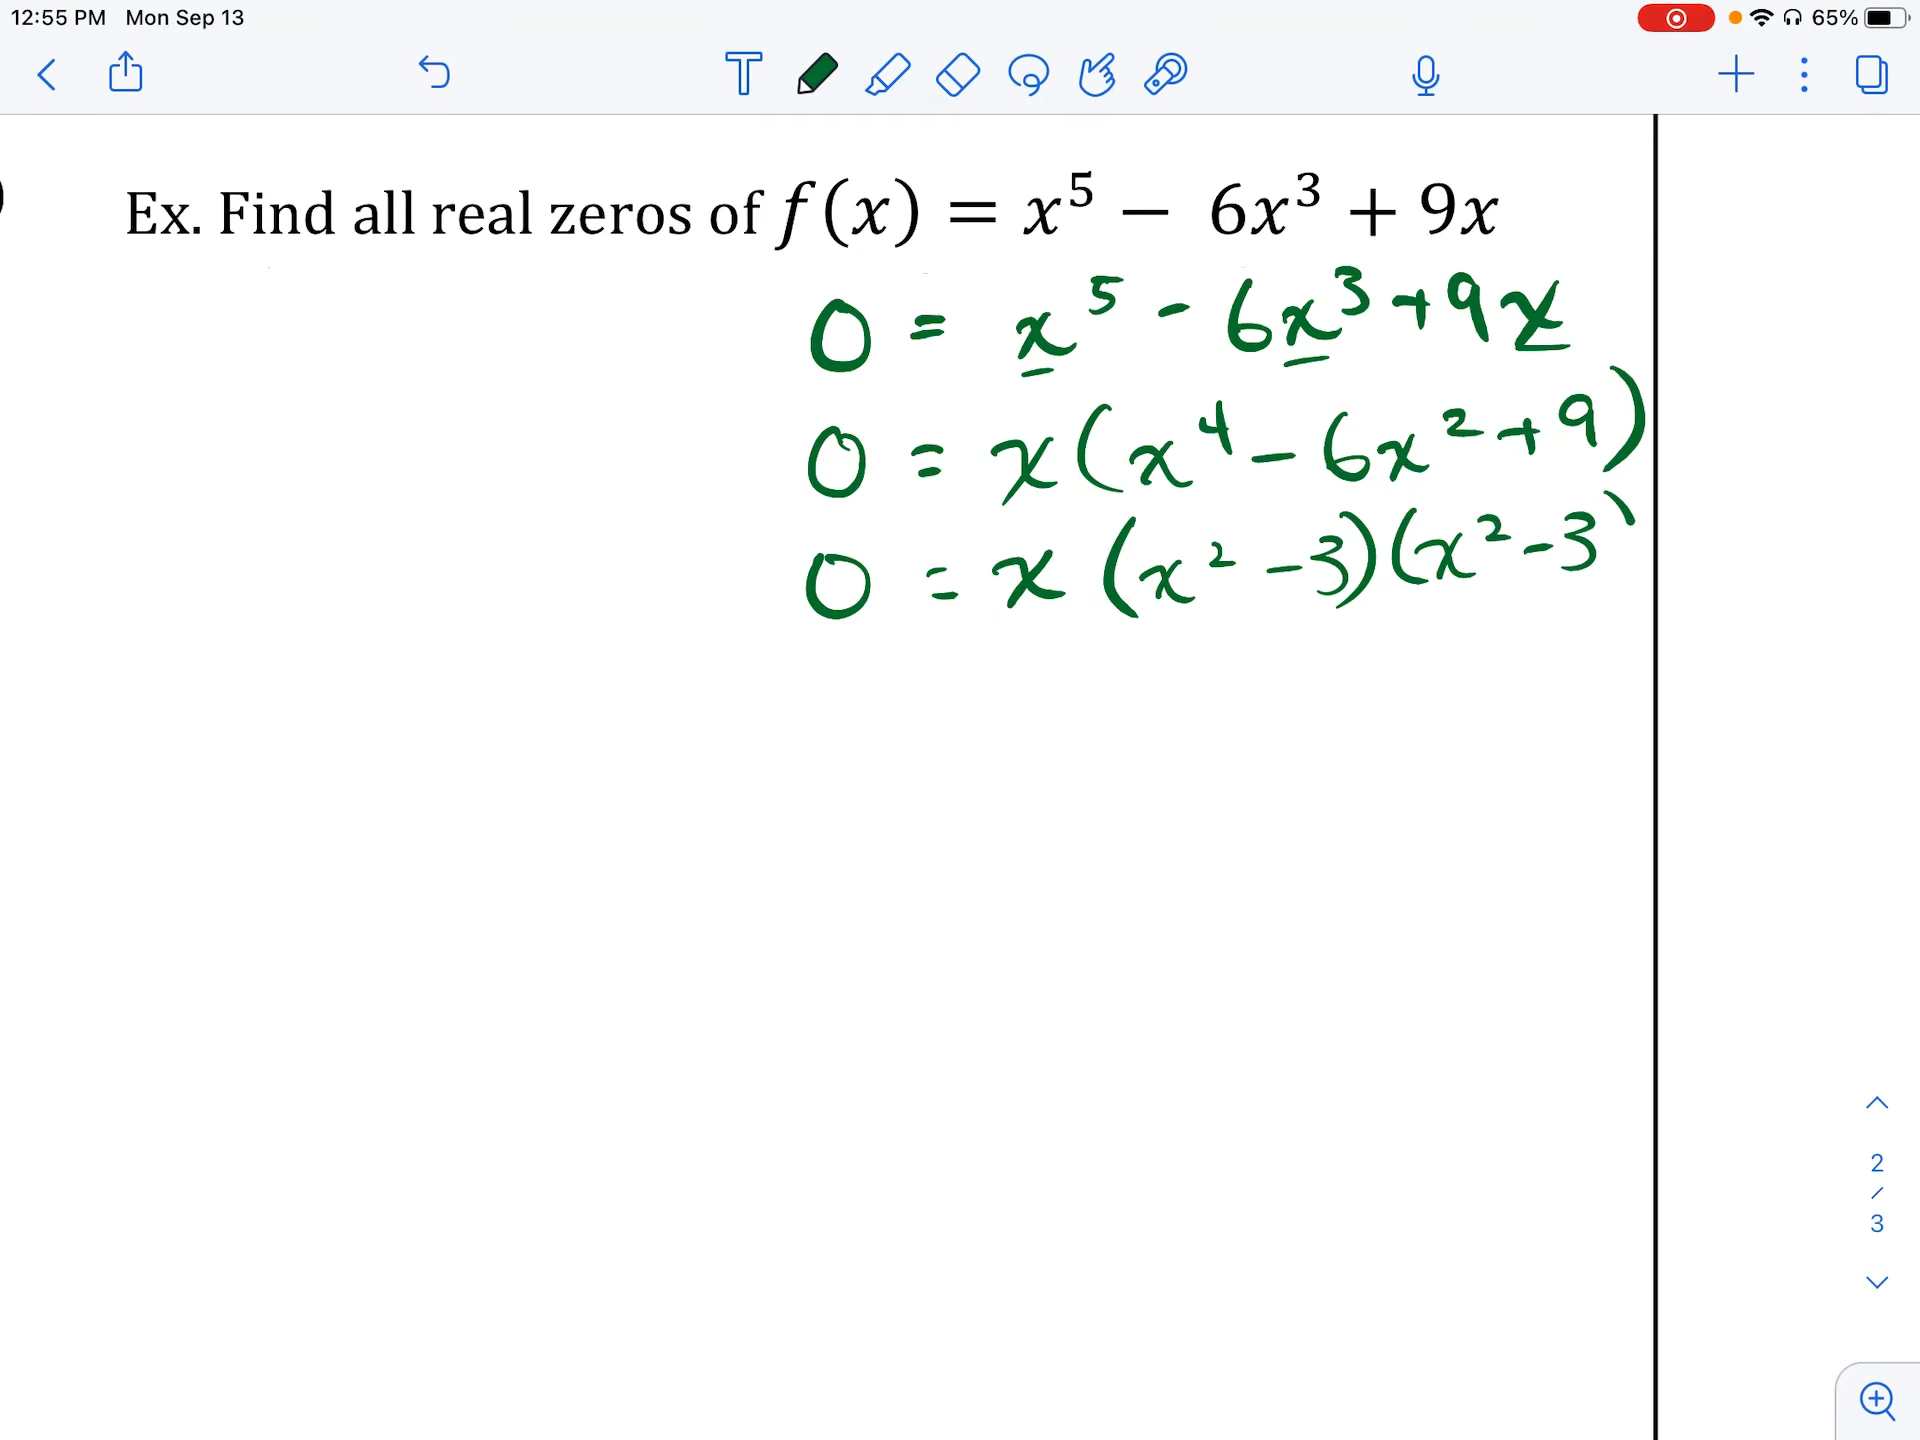 12:55 PM Mon Sep 13
65%
Ex. Find all real zeros of f(x) = x⁵ − 6x³ + 9x
0 = x⁵ - 6x³ + 9x
0 = x(x⁴ - 6x² + 9)
0 = x(x² - 3)(x² - 3)
2
/
3